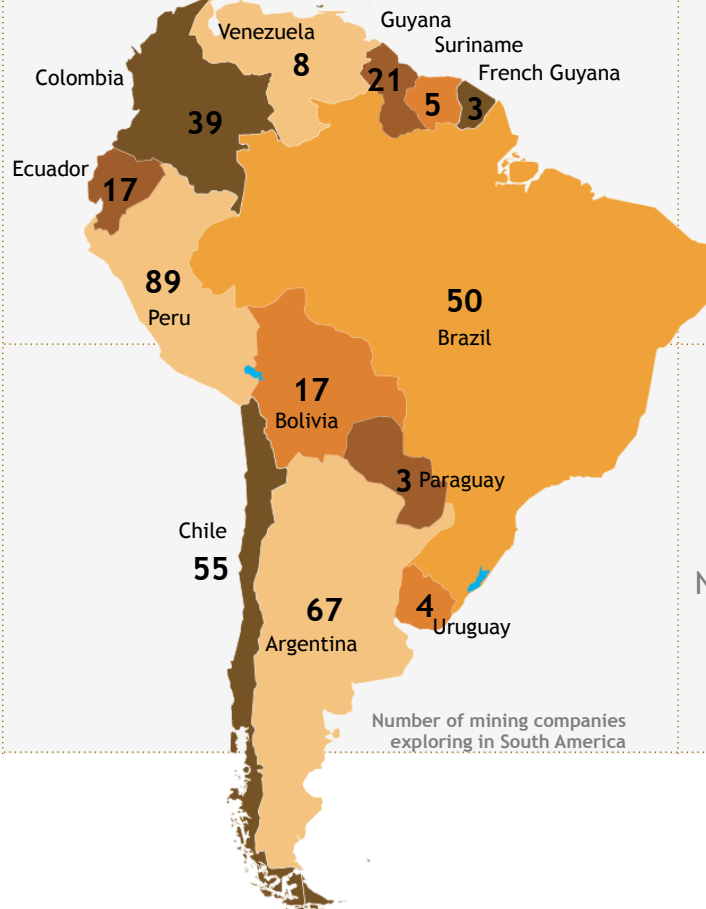 Guyana
Venezuela
Suriname
8
French Guyana
Colombia
21
5
3
39
Ecuador
17
89
50
Peru
Brazil
17
Bolivia
3 Paraguay
Chile
55
67
4
Uruguay
Argentina
Number of mining companies
exploring in South America
N